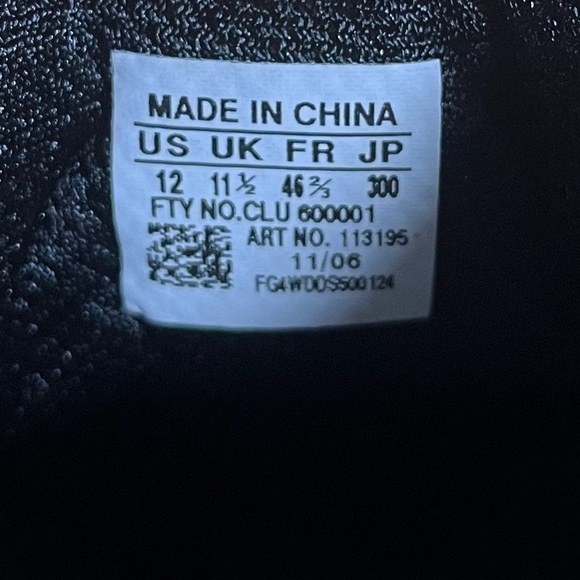 MADE IN CHINA
US UK FR JP
12 11½ 46⅔ 300
FTY NO.CLU 600001
ART NO. 113195
11/06
FG4WD0S500124